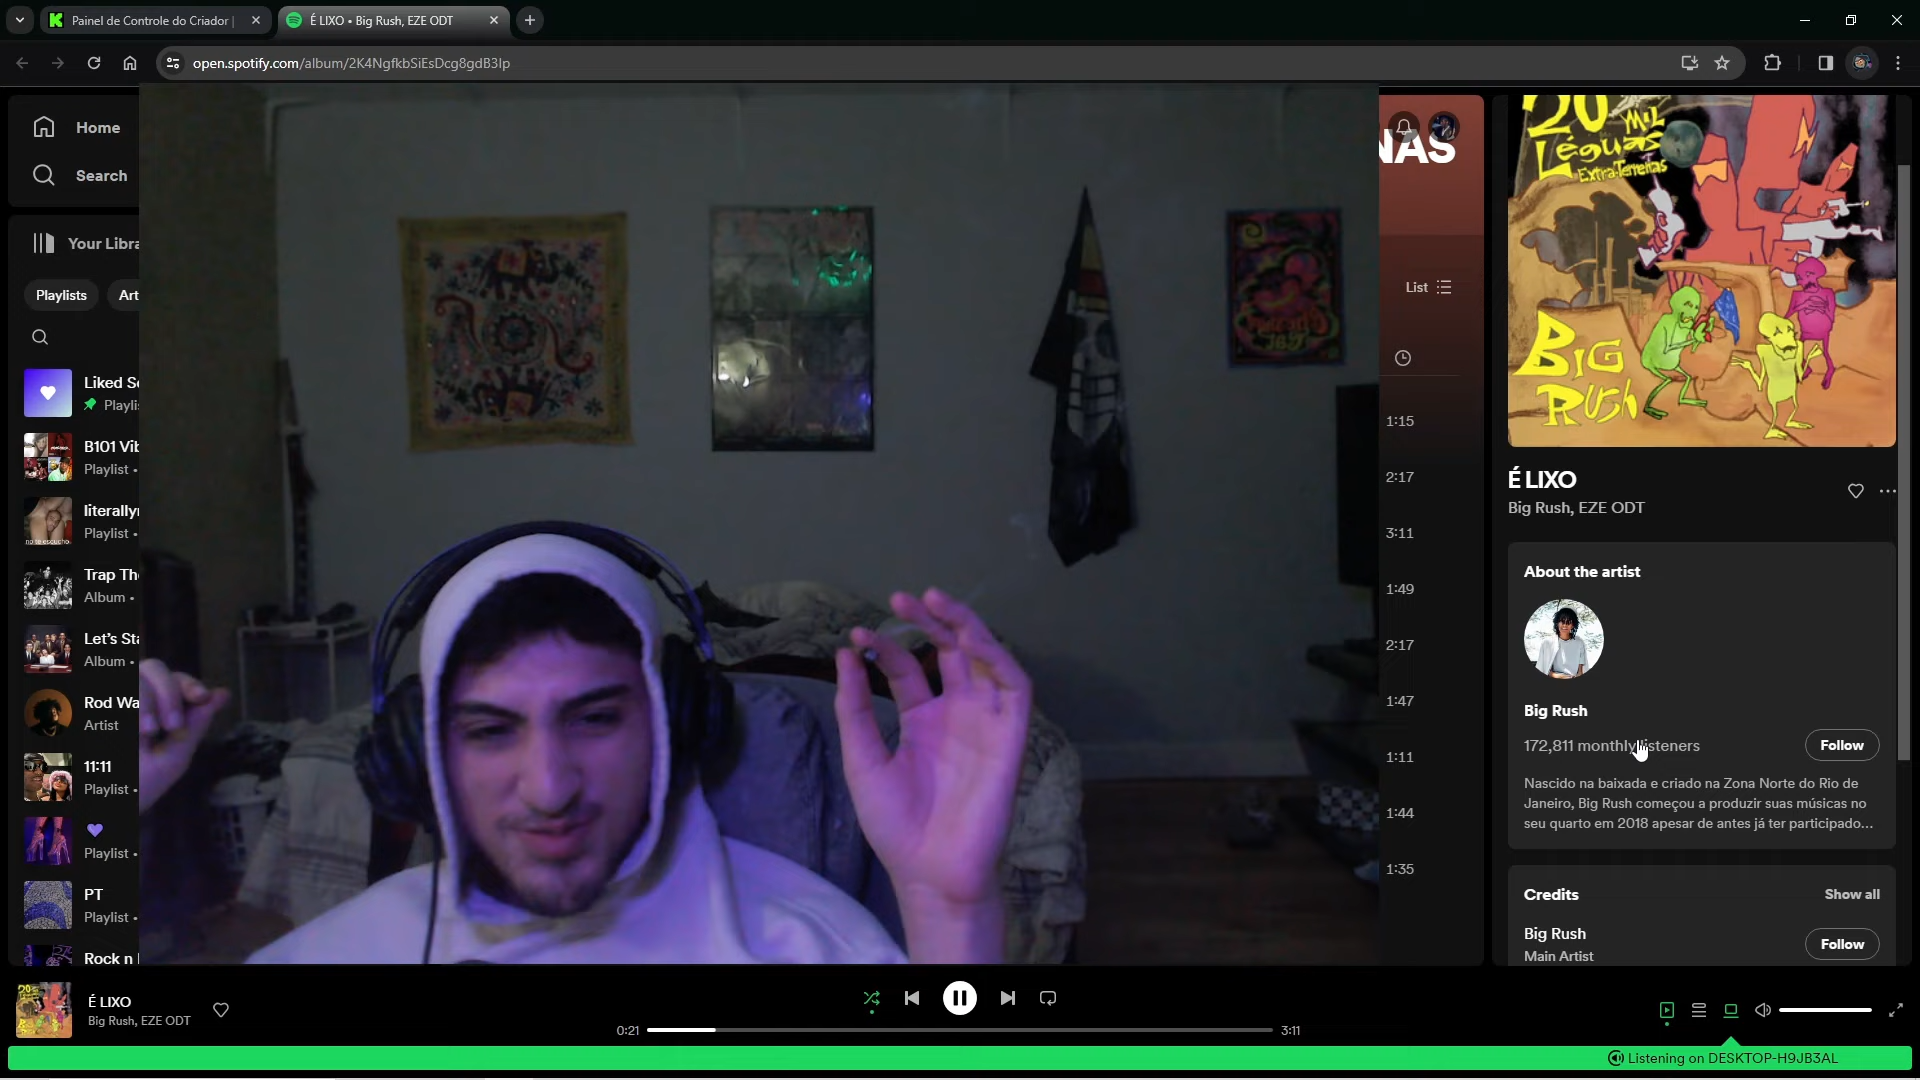 Painel de Controle do Criador |
É LIXO • Big Rush, EZE ODT
open.spotify.com/album/2K4NgfkbSiEsDcg8gdB3Ip
Home
Search
Your Libra
Playlists
Art
Liked So
Playli
B101 Vib
Playlist •
literallyr
Playlist •
Trap Th
Album •
Let's Sta
Album •
Rod Wa
Artist
11:11
Playlist •
Playlist •
PT
Playlist •
Rock n
NAS
List
1:15
2:17
3:11
1:49
2:17
1:47
1:11
1:44
1:35
20 MIL
Léguas
Extra-Terrenas
BIG
RUSH
É LIXO
Big Rush, EZE ODT
About the artist
Big Rush
172,811 monthly listeners
Follow
Nascido na baixada e criado na Zona Norte do Rio de
Janeiro, Big Rush começou a produzir suas músicas no
seu quarto em 2018 apesar de antes já ter participado...
Credits
Show all
Big Rush
Main Artist
Follow
É LIXO
Big Rush, EZE ODT
0:21
3:11
Listening on DESKTOP-H9JB3AL